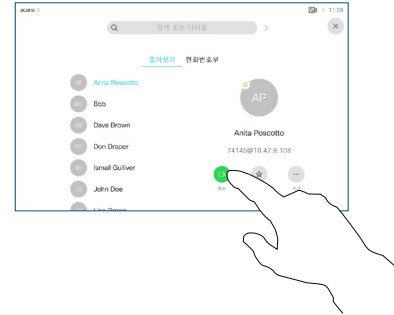 acano >
11:28
검색 또는 다이얼
즐겨찾기 전화번호부
AP Anita Poscotto
Bob
Dave Brown
Don Draper
Ismail Gulliver
John Doe
AP
Anita Poscotto
74145@10.47.8.108